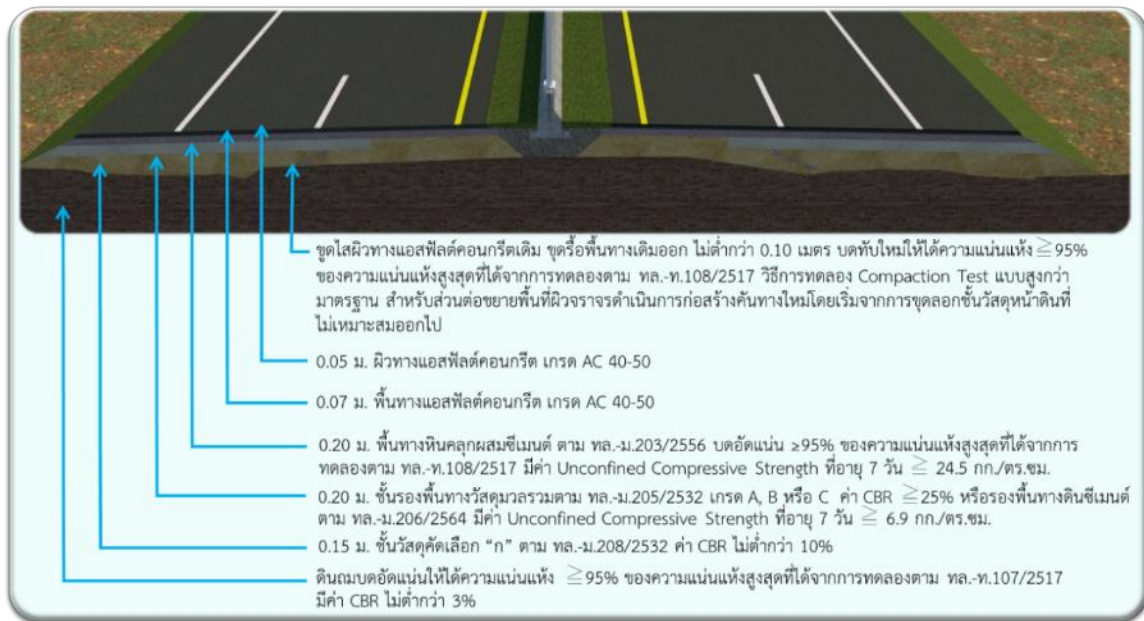 ขูดไสผิวทางแอสฟัลต์คอนกรีตเดิม ขุดรื้อพื้นทางเดิมออก ไม่ต่ำกว่า 0.10 เมตร บดทับใหม่ให้ได้ความแน่นแห้ง ≧95%
ของความแน่นแห้งสูงสุดที่ได้จากการทดลองตาม ทล.-ท.108/2517 วิธีการทดลอง Compaction Test แบบสูงกว่า
มาตรฐาน สำหรับส่วนต่อขยายพื้นที่ผิวจราจรดำเนินการก่อสร้างคันทางใหม่โดยเริ่มจากการขุดลอกชั้นวัสดุหน้าดินที่
ไม่เหมาะสมออกไป
0.05 ม. ผิวทางแอสฟัลต์คอนกรีต เกรด AC 40-50
0.07 ม. พื้นทางแอสฟัลต์คอนกรีต เกรด AC 40-50
0.20 ม. พื้นทางหินคลุกผสมซีเมนต์ ตาม ทล.-ม.203/2556 บดอัดแน่น ≥95% ของความแน่นแห้งสูงสุดที่ได้จากการ
ทดลองตาม ทล.-ท.108/2517 มีค่า Unconfined Compressive Strength ที่อายุ 7 วัน ≧ 24.5 กก./ตร.ซม.
0.20 ม. ชั้นรองพื้นทางวัสดุมวลรวมตาม ทล.-ม.205/2532 เกรด A, B หรือ C ค่า CBR ≧25% หรือรองพื้นทางดินซีเมนต์
ตาม ทล.-ม.206/2564 มีค่า Unconfined Compressive Strength ที่อายุ 7 วัน ≧ 6.9 กก./ตร.ซม.
0.15 ม. ชั้นวัสดุคัดเลือก "ก" ตาม ทล.-ม.208/2532 ค่า CBR ไม่ต่ำกว่า 10%
ดินถมบดอัดแน่นให้ได้ความแน่นแห้ง ≧95% ของความแน่นแห้งสูงสุดที่ได้จากการทดลองตาม ทล.-ท.107/2517
มีค่า CBR ไม่ต่ำกว่า 3%